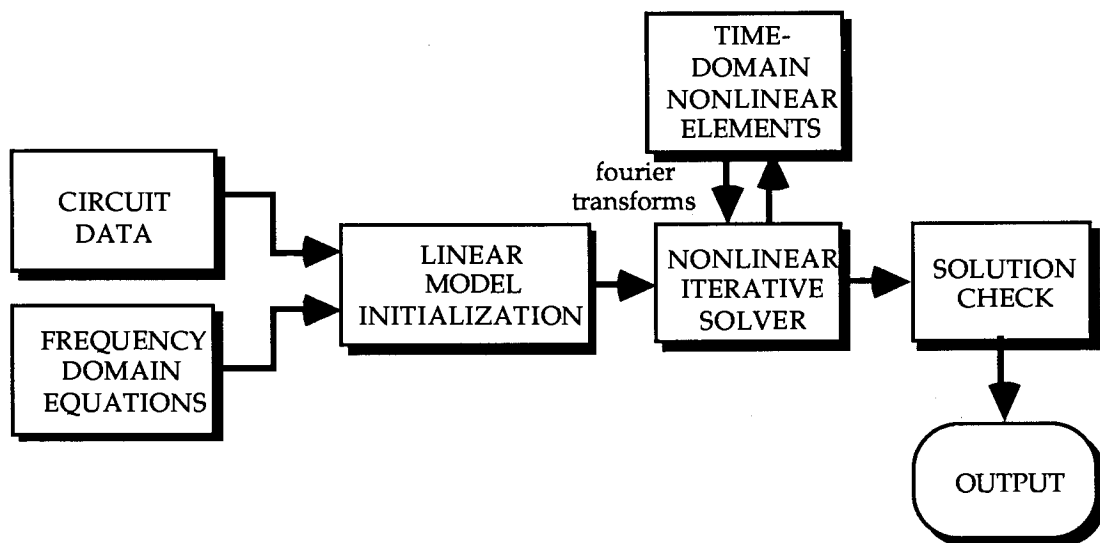 TIME-
DOMAIN
NONLINEAR
ELEMENTS
fourier
transforms
CIRCUIT
DATA
LINEAR
MODEL
INITIALIZATION
NONLINEAR
ITERATIVE
SOLVER
SOLUTION
CHECK
FREQUENCY
DOMAIN
EQUATIONS
OUTPUT